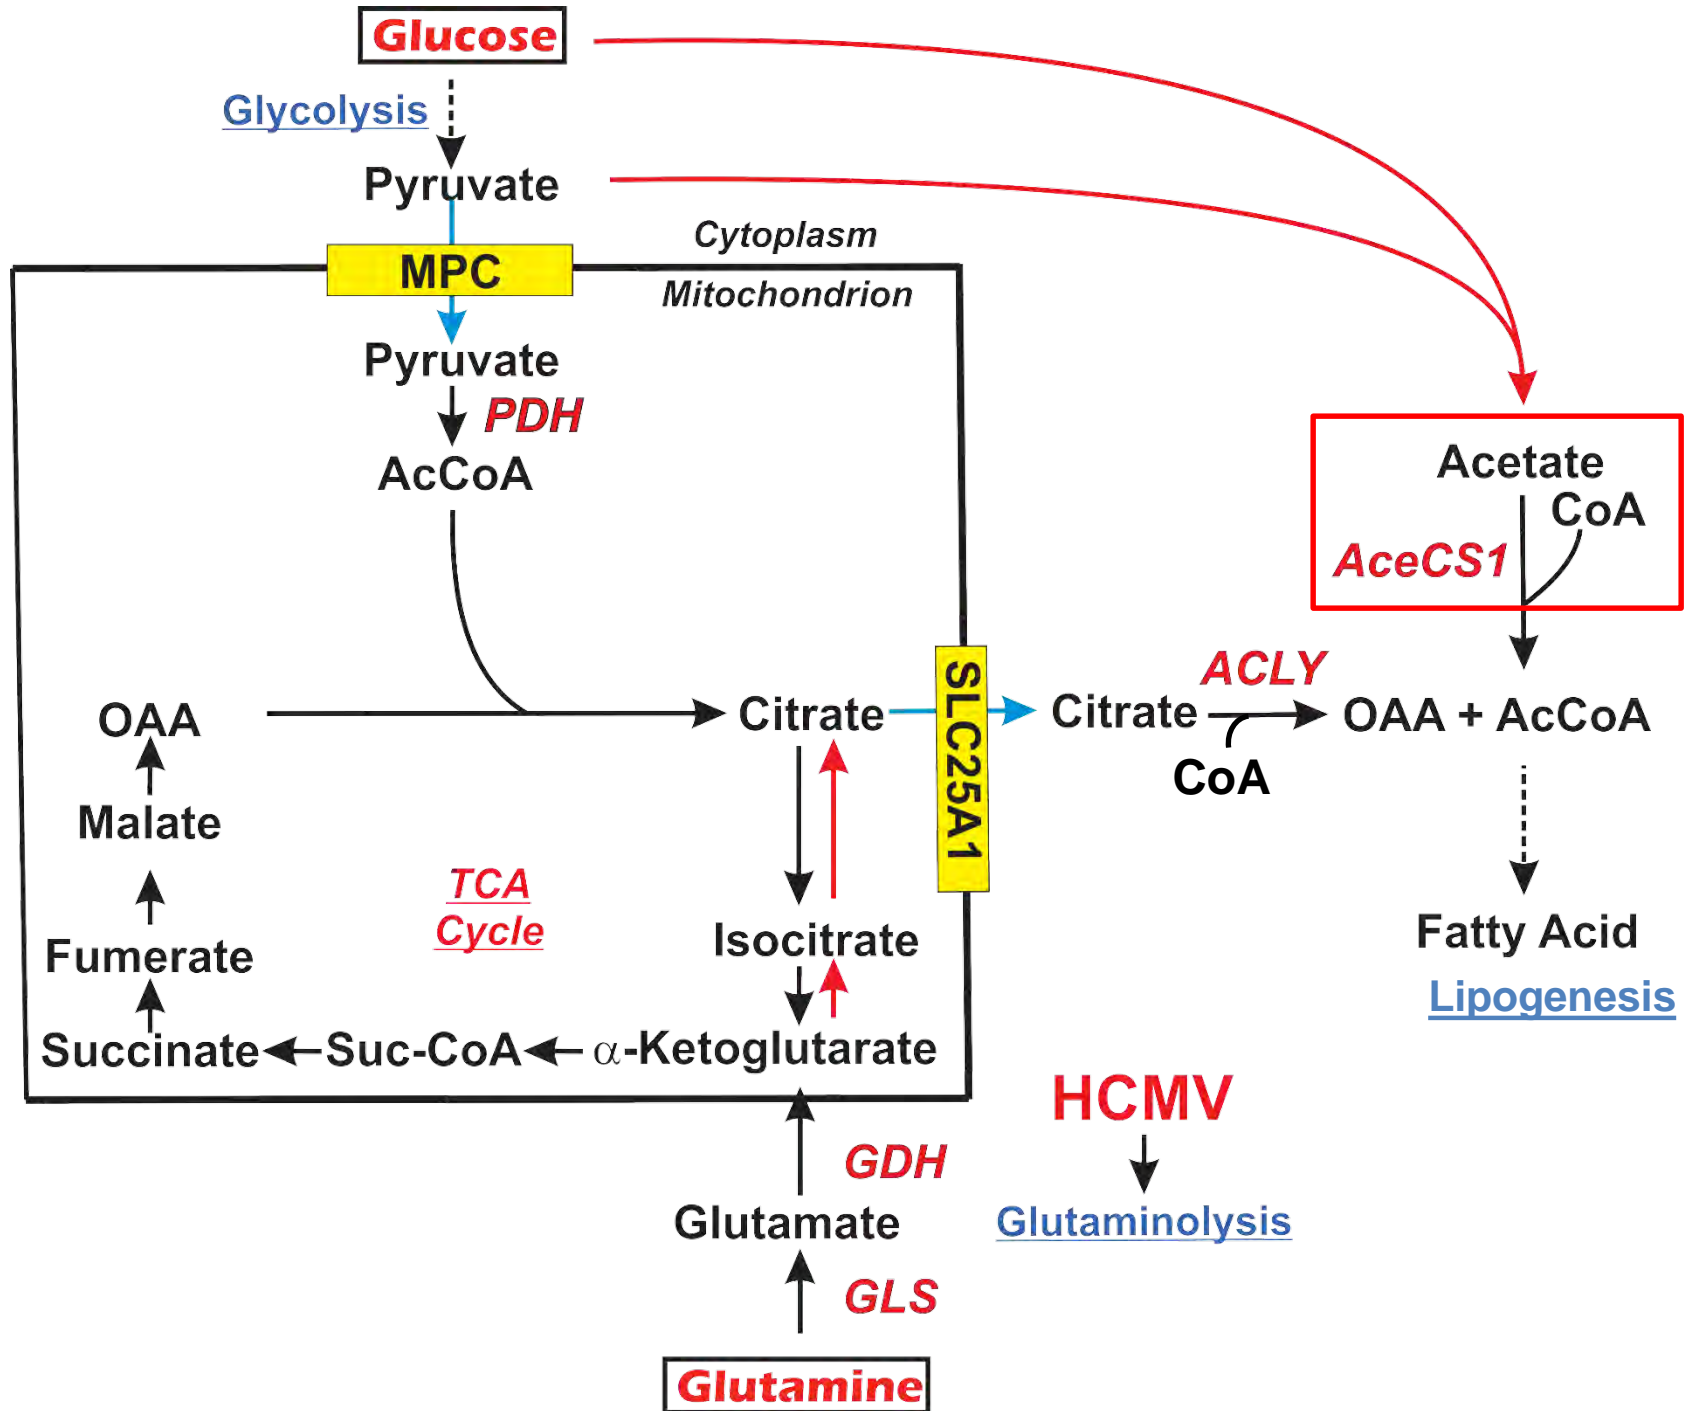 Glucose
Glycolysis
Pyruvate
Cytoplasm
MPC
Mitochondrion
Pyruvate
PDH
AcCoA
Acetate
CoA
AceCS1
ACLY
OAA
Citrate
SLC25A1
Citrate
OAA + AcCoA
CoA
Malate
TCA
Cycle
Fumerate
Isocitrate
Fatty Acid
Lipogenesis
Succinate
Suc-CoA
α-Ketoglutarate
HCMV
GDH
Glutamate
Glutaminolysis
GLS
Glutamine